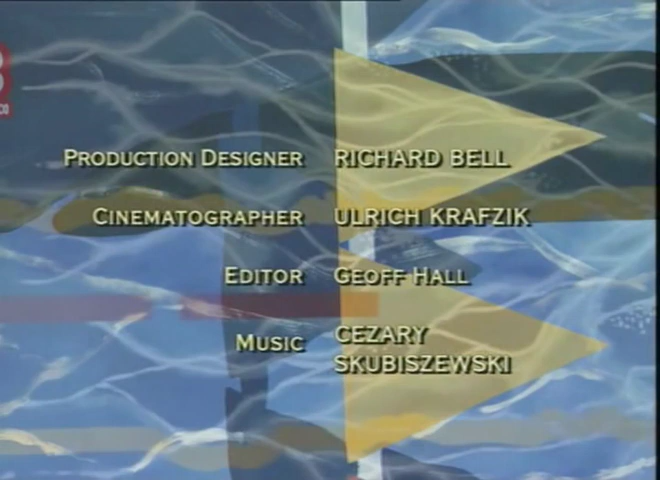 PRODUCTION DESIGNER RICHARD BELL
CINEMATOGRAPHER ULRICH KRAFZIK
EDITOR GEOFF HALL
MUSIC CEZARY
SKUBISZEWSKI